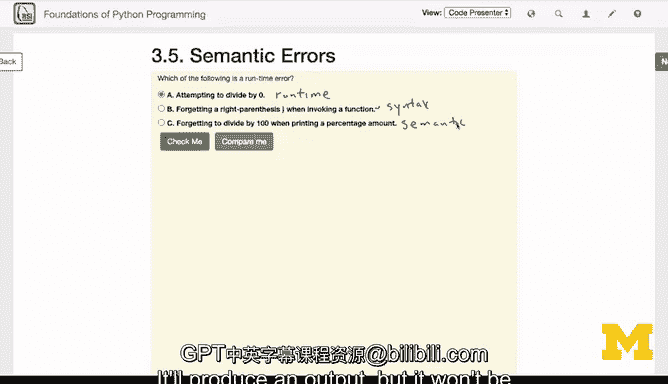 Foundations of Python Programming
View: Code Presenter
Back
3.5. Semantic Errors
Which of the following is a run-time error?
A. Attempting to divide by 0. runtime
B. Forgetting a right-parenthesis ) when invoking a function. syntax
C. Forgetting to divide by 100 when printing a percentage amount. semantic
Check Me Compare me
M
GPT中英字幕课程资源@bilibili.com
It'll produce an output, but it won't be